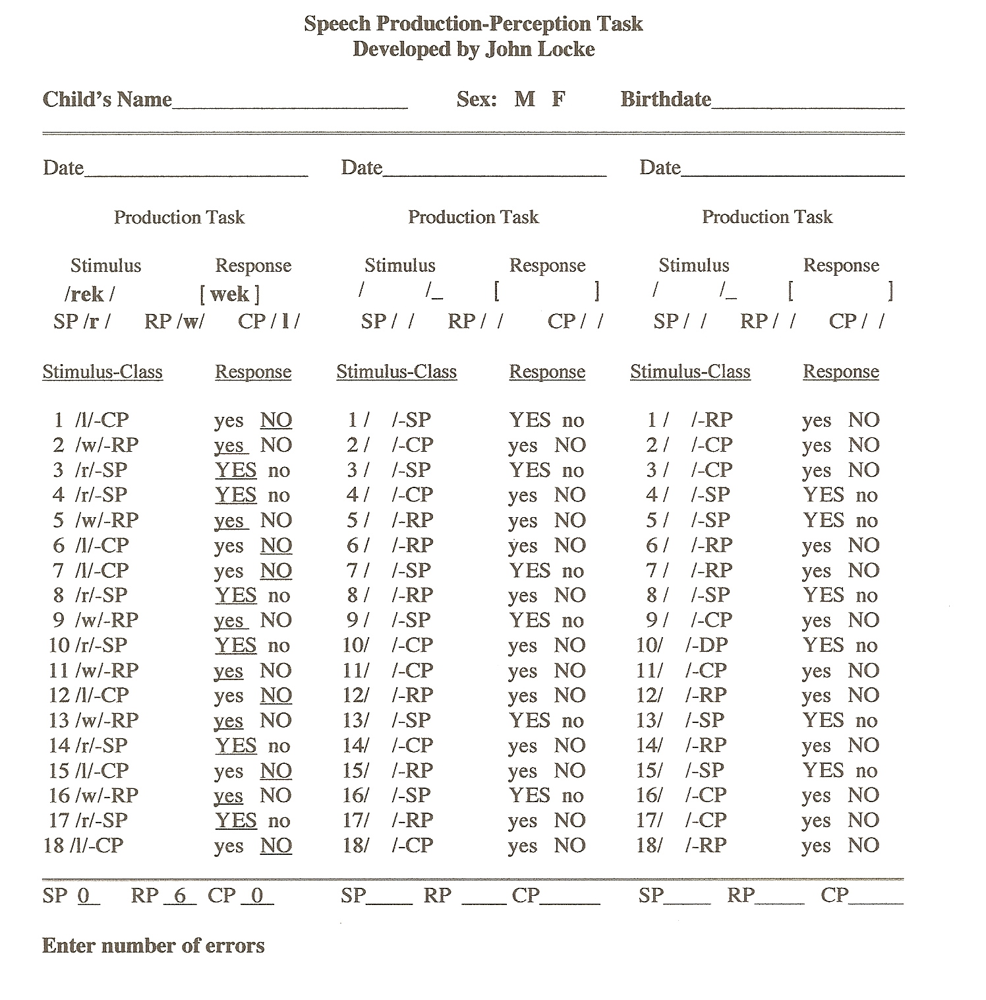 Speech Production-Perception Task
Developed by John Locke
Child's Name____________________ Sex: M F Birthdate________________
Date___________________ Date___________________ Date___________________
Production Task Production Task Production Task
Stimulus Response Stimulus Response Stimulus Response
/rek / [ wek ] / /_ [ ] / /_ [ ]
SP /r / RP /w/ CP / l / SP / / RP / / CP / / SP / / RP / / CP / /
Stimulus-Class Response Stimulus-Class Response Stimulus-Class Response
1 /l/-CP yes NO 1 / /-SP YES no 1 / /-RP yes NO
2 /w/-RP yes NO 2 / /-CP yes NO 2 / /-CP yes NO
3 /r/-SP YES no 3 / /-SP YES no 3 / /-CP yes NO
4 /r/-SP YES no 4 / /-CP yes NO 4 / /-SP YES no
5 /w/-RP yes NO 5 / /-RP yes NO 5 / /-SP YES no
6 /l/-CP yes NO 6 / /-RP yes NO 6 / /-RP yes NO
7 /l/-CP yes NO 7 / /-SP YES no 7 / /-RP yes NO
8 /r/-SP YES no 8 / /-RP yes NO 8 / /-SP YES no
9 /w/-RP yes NO 9 / /-SP YES no 9 / /-CP yes NO
10 /r/-SP YES no 10/ /-CP yes NO 10/ /-DP YES no
11 /w/-RP yes NO 11/ /-CP yes NO 11/ /-CP yes NO
12 /l/-CP yes NO 12/ /-RP yes NO 12/ /-RP yes NO
13 /w/-RP yes NO 13/ /-SP YES no 13/ /-SP YES no
14 /r/-SP YES no 14/ /-CP yes NO 14/ /-RP yes NO
15 /l/-CP yes NO 15/ /-RP yes NO 15/ /-SP YES no
16 /w/-RP yes NO 16/ /-SP YES no 16/ /-CP yes NO
17 /r/-SP YES no 17/ /-RP yes NO 17/ /-CP yes NO
18 /l/-CP yes NO 18/ /-CP yes NO 18/ /-RP yes NO
SP 0 RP 6 CP 0 SP____ RP ____ CP_____ SP____ RP____ CP_____
Enter number of errors